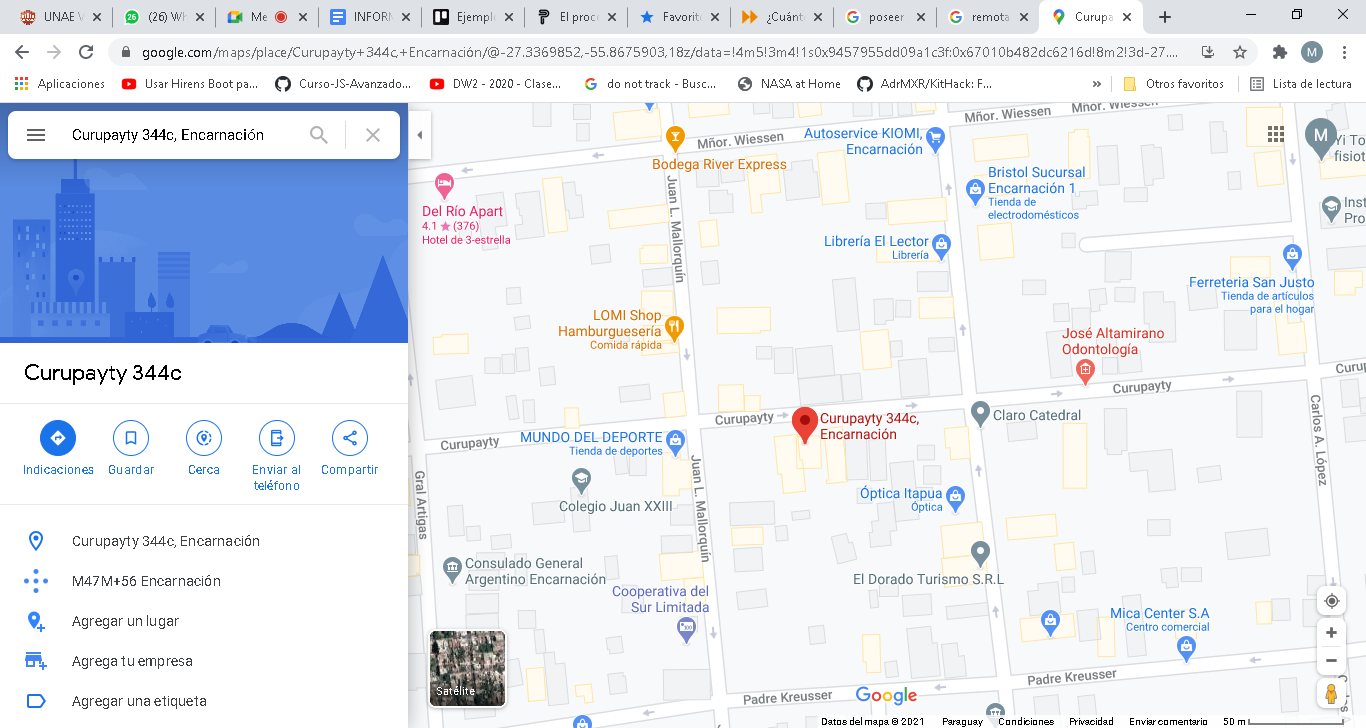 UNAE V
(26) Wh
Me
INFORM
Ejempl
El proce
Favorit
¿Cuánt
poseer
remota
Curupa
google.com/maps/place/Curupayty+344c,+Encarnación/@-27.3369852,-55.8675903,18z/data=!4m5!3m4!1s0x9457955dd09a1c3f:0x67010b482dc6216d!8m2!3d-27....
M
Aplicaciones
Usar Hirens Boot pa...
Curso-JS-Avanzado...
DW2 - 2020 - Clase...
do not track - Busc...
NASA at Home
AdrMXR/KitHack: F...
»
Otros favoritos
Lista de lectura
Curupayty 344c, Encarnación
Curupayty 344c
Indicaciones
Guardar
Cerca
Enviar al
teléfono
Compartir
Curupayty 344c, Encarnación
M47M+56 Encarnación
Agregar un lugar
Agrega tu empresa
Agregar una etiqueta
Mñor. Wiessen
Mñor. Wiessen
Bodega River Express
Autoservice KIOMI,
Encarnación
M
Yi To
fisiot
Del Río Apart
4.1 ★ (376)
Hotel de 3-estrella
Juan L. Mallorquín
Bristol Sucursal
Encarnación 1
Tienda de
electrodomésticos
Inst
Pro
Librería El Lector
Librería
Ferreteria San Justo
Tienda de artículos
para el hogar
LOMI Shop
Hamburguesería
Comida rápida
José Altamirano
Odontología
Curup
Curupayty
Curupayty
Curupayty 344c,
Encarnación
Claro Catedral
Carlos A. López
Curupayty
MUNDO DEL DEPORTE
Tienda de deportes
Gral Artigas
Juan L. Mallorquín
Colegio Juan XXIII
Óptica Itapua
Óptica
Consulado General
Argentino Encarnación
El Dorado Turismo S.R.L
Cooperativa del
Sur Limitada
Mica Center S.A
Centro comercial
Satélite
Padre Kreusser
Padre Kreusser
Google
Datos del mapa © 2021
Paraguay
Condiciones
Privacidad
Enviar comentario
50 m